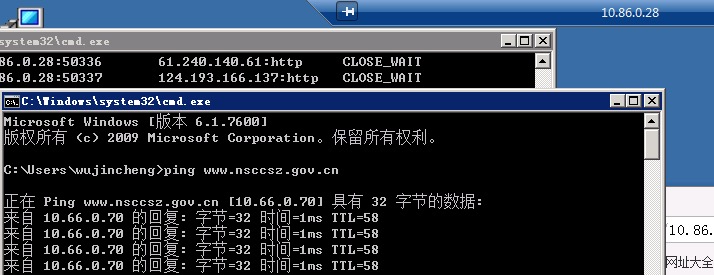 10.86.0.28
system32\cmd.exe
86.0.28:50336 61.240.140.61:http CLOSE_WAIT
86.0.28:50337 124.193.166.137:http CLOSE_WAIT
C:\Windows\system32\cmd.exe
Microsoft Windows [版本 6.1.7600]
版权所有 (c) 2009 Microsoft Corporation。保留所有权利。
C:\Users\wujincheng>ping www.nsccsz.gov.cn
正在 Ping www.nsccsz.gov.cn [10.66.0.70] 具有 32 字节的数据:
来自 10.66.0.70 的回复: 字节=32 时间=1ms TTL=58
来自 10.66.0.70 的回复: 字节=32 时间=1ms TTL=58
来自 10.66.0.70 的回复: 字节=32 时间=1ms TTL=58
来自 10.66.0.70 的回复: 字节=32 时间=1ms TTL=58
10.86.
网址大全